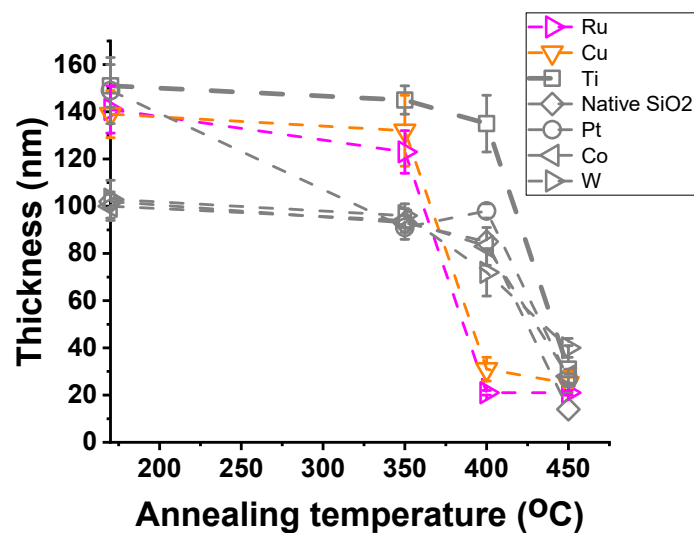 Ru
Cu
Ti
Native SiO2
Pt
Co
W
Thickness (nm)
160
140
120
100
80
60
40
20
0
200 250 300 350 400 450
Annealing temperature (ºC)